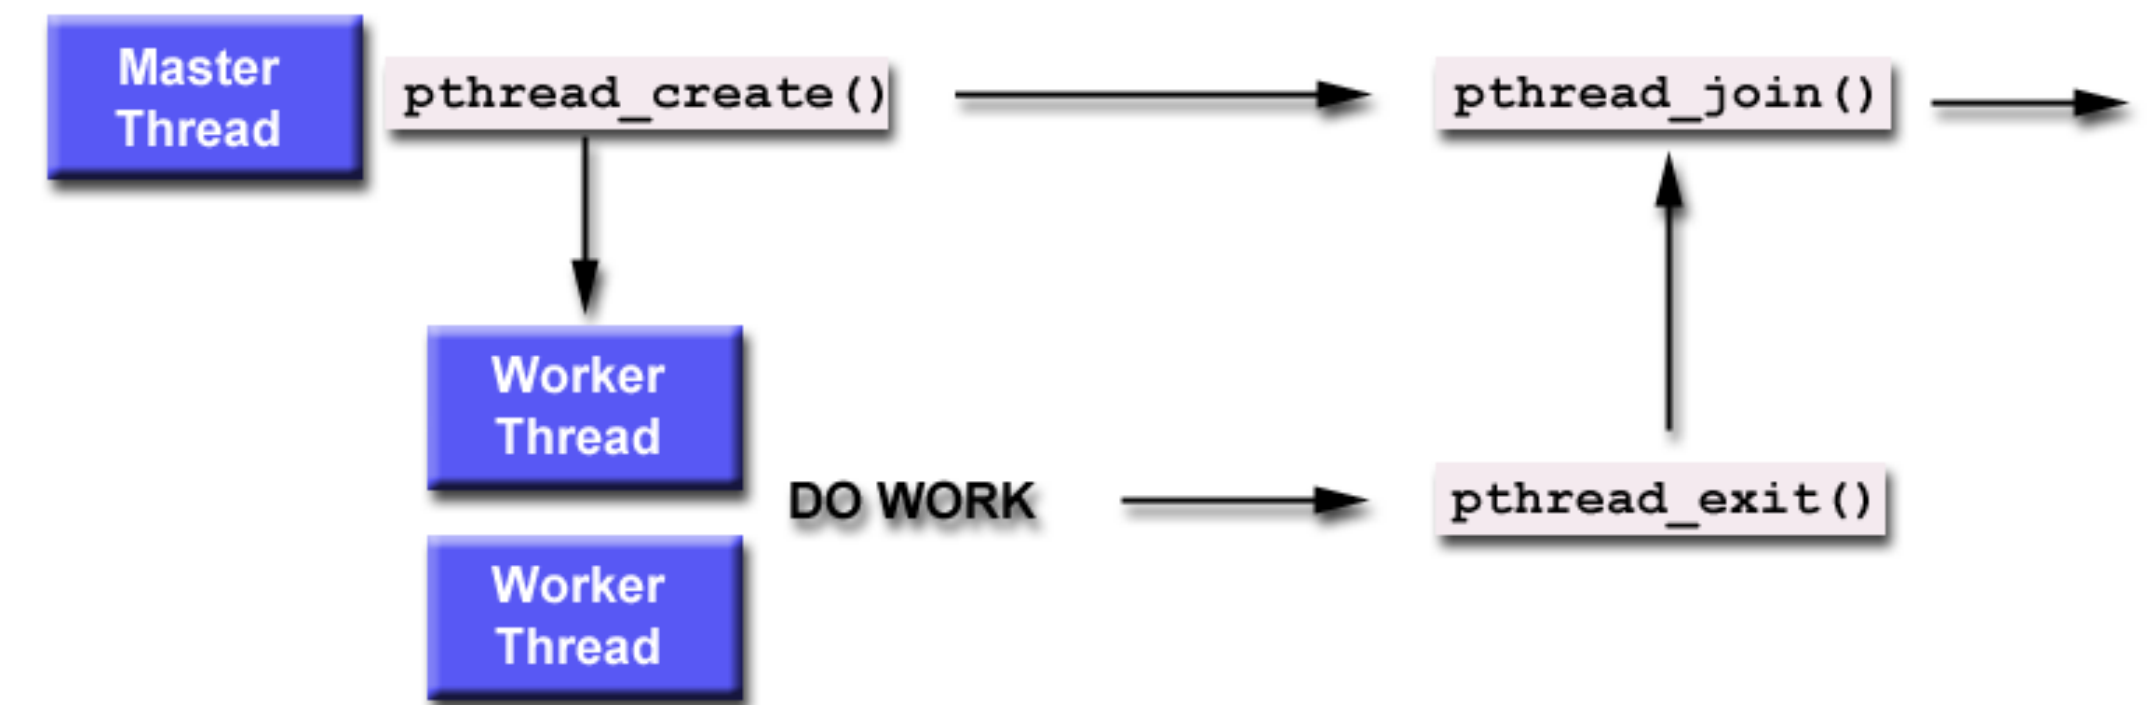 Master
Thread
pthread_create()
pthread_join()
Worker
Thread
DO WORK
pthread_exit()
Worker
Thread